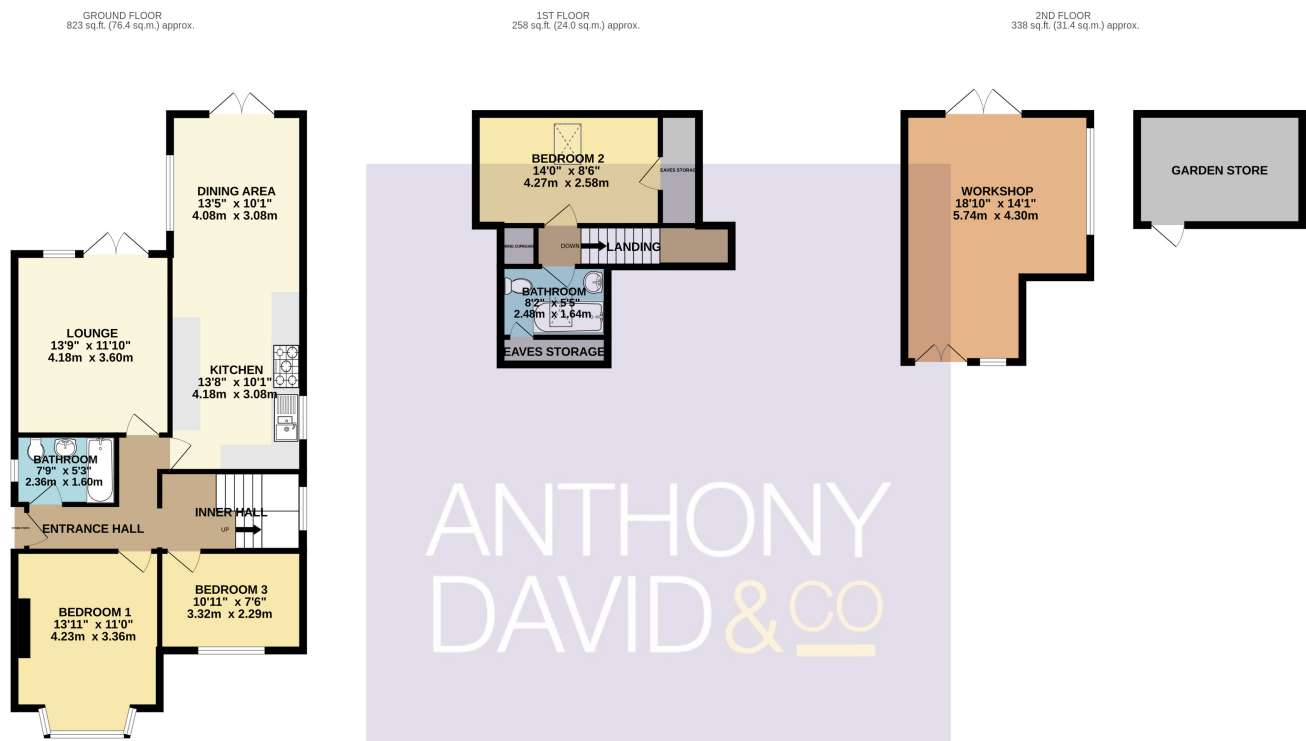 GROUND FLOOR
823 sq.ft. (76.4 sq.m.) approx.
1ST FLOOR
258 sq.ft. (24.0 sq.m.) approx.
2ND FLOOR
338 sq.ft. (31.4 sq.m.) approx.
DINING AREA
13'5" x 10'1"
4.08m x 3.08m
LOUNGE
13'9" x 11'10"
4.18m x 3.60m
KITCHEN
13'8" x 10'1"
4.18m x 3.08m
BATHROOM
7'9" x 5'3"
2.36m x 1.60m
INNER HALL
UP
ENTRANCE HALL
BEDROOM 1
13'11" x 11'0"
4.23m x 3.36m
BEDROOM 3
10'11" x 7'6"
3.32m x 2.29m
BEDROOM 2
14'0" x 8'6"
4.27m x 2.58m
EAVES STORAGE
DOWN
LANDING
BATHROOM
8'2" x 5'5"
2.48m x 1.64m
EAVES STORAGE
WORKSHOP
18'10" x 14'1"
5.74m x 4.30m
GARDEN STORE
ANTHONY
DAVID & CO